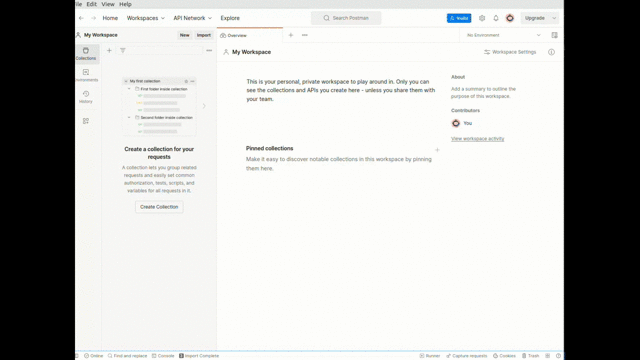 File Edit View Help
Home Workspaces API Network Explore
Search Postman
Invite
Upgrade
My Workspace
New Import
Overview
No Environment
My Workspace
Workspace Settings
Collections
Environments
History
My first collection
First folder inside collection
Second folder inside collection
Create a collection for your
requests
A collection lets you group related
requests and easily set common
authorization, tests, scripts, and
variables for all requests in it.
Create Collection
This is your personal, private workspace to play around in. Only you can
see the collections and APIs you create here - unless you share them with
your team.
Pinned collections
Make it easy to discover notable collections in this workspace by pinning
them here.
About
Add a summary to outline the
purpose of this workspace.
Contributors
You
View workspace activity
Online Find and replace Console Import Complete
Runner Capture requests Cookies Trash